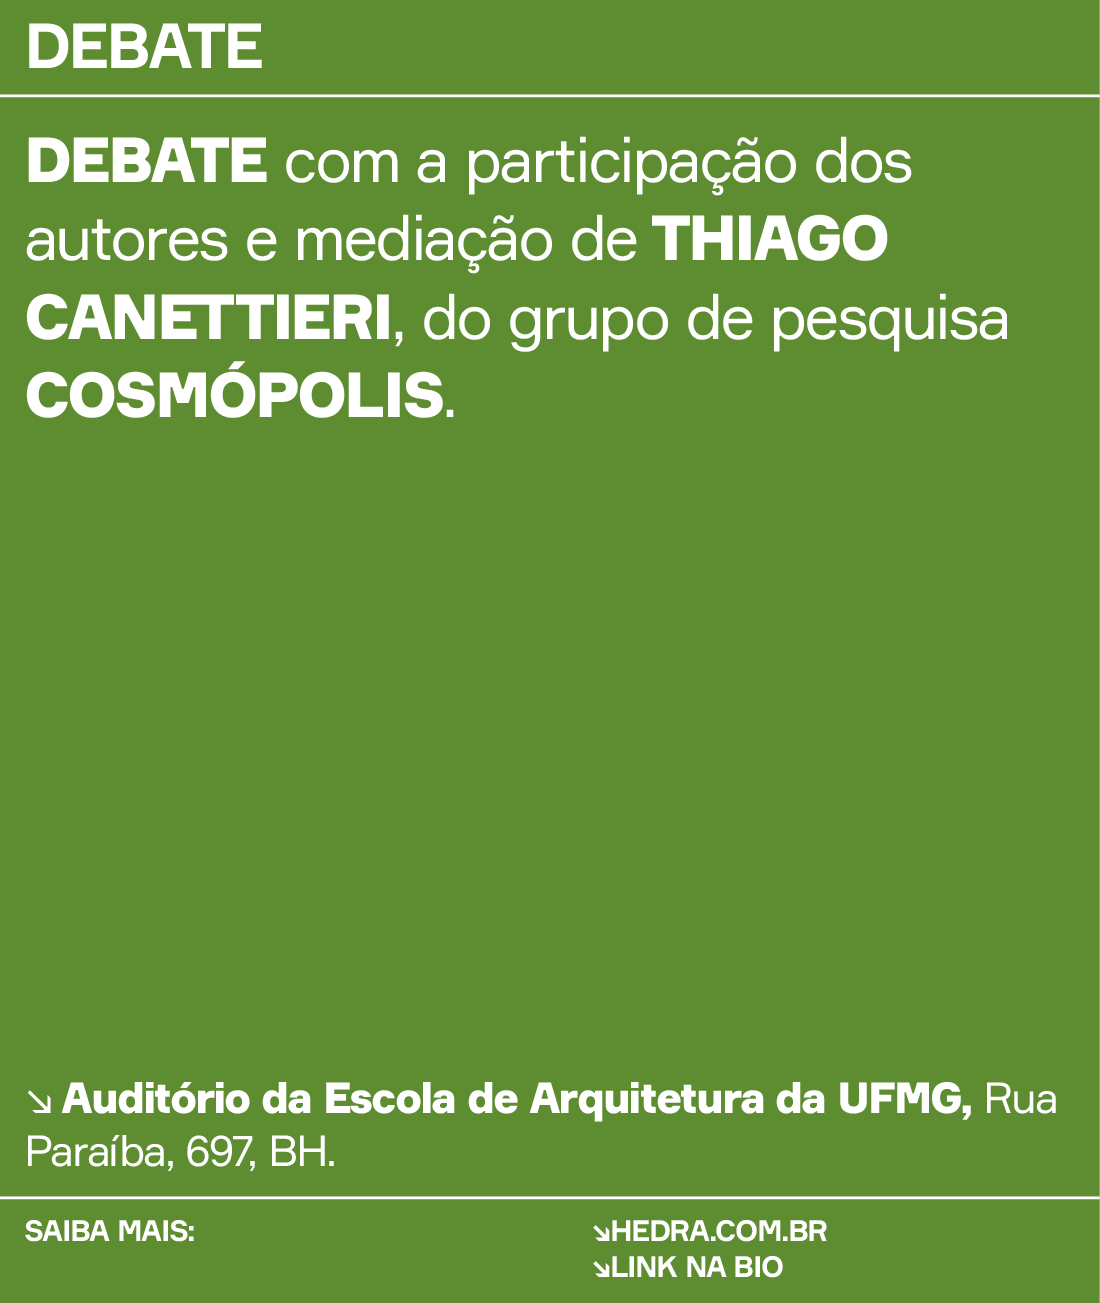 DEBATE
DEBATE com a participação dos
autores e mediação de THIAGO
CANETTIERI, do grupo de pesquisa
COSMÓPOLIS.
↘ Auditório da Escola de Arquitetura da UFMG, Rua
Paraíba, 697, BH.
SAIBA MAIS:
↘HEDRA.COM.BR
↘LINK NA BIO